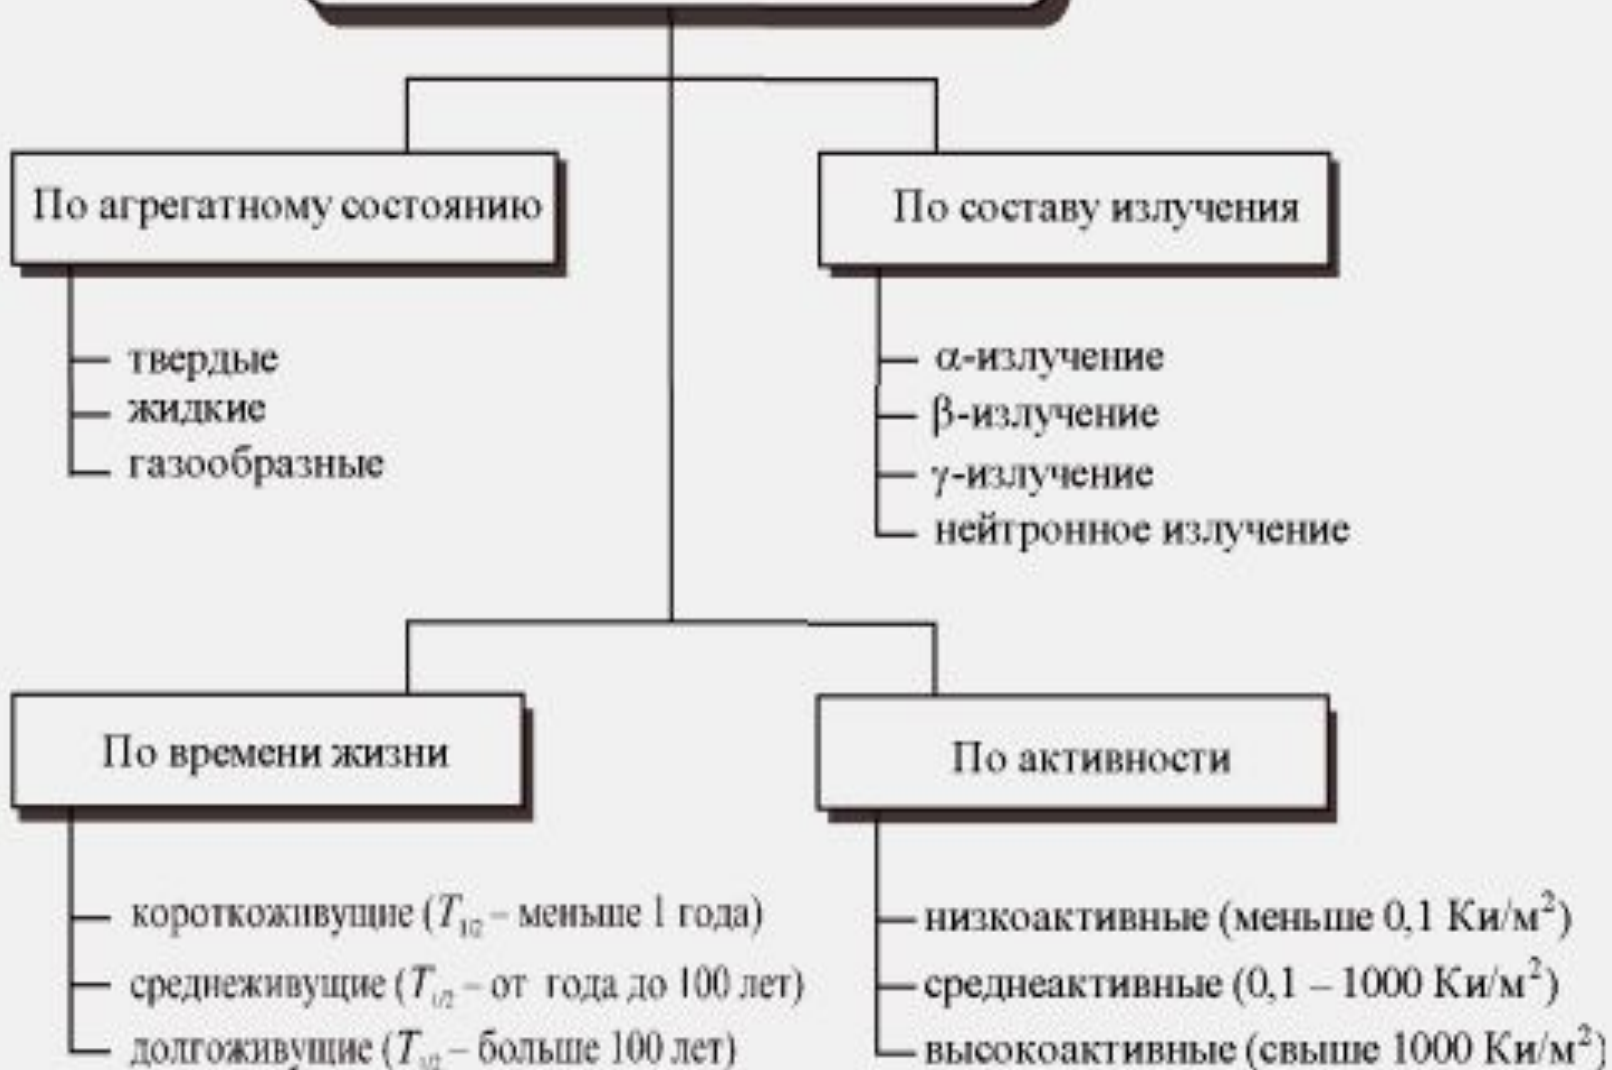 По агрегатному состоянию
твердые
жидкие
газообразные
По составу излучения
α-излучение
β-излучение
γ-излучение
нейтронное излучение
По времени жизни
короткоживущие (T1/2 – меньше 1 года)
среднеживущие (T1/2 – от года до 100 лет)
долгоживущие (T1/2 – больше 100 лет)
По активности
низкоактивные (меньше 0,1 Ки/м²)
среднеактивные (0,1 – 1000 Ки/м²)
высокоактивные (свыше 1000 Ки/м²)